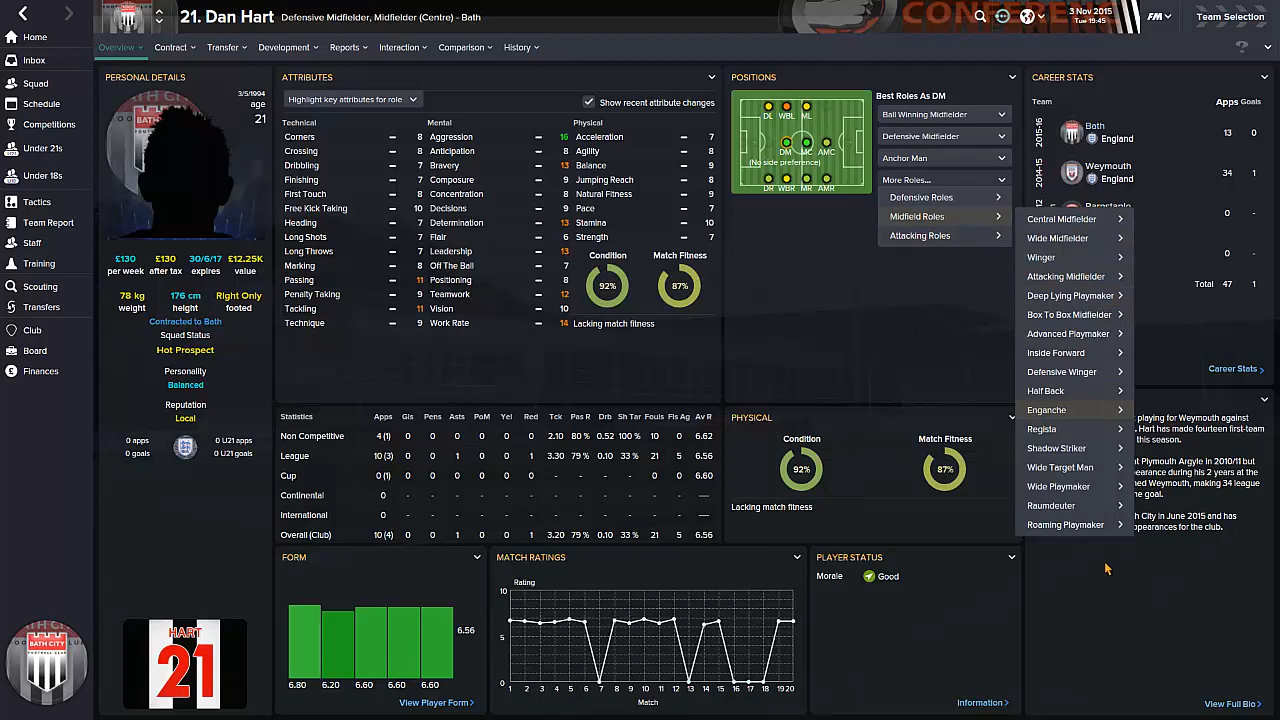 21. Dan Hart Defensive Midfielder, Midfielder (Centre) - Bath
CONFERENCE
3 Nov 2015
Tue 19:45
FM
Team Selection
Home
Inbox
Squad
Schedule
Competitions
Under 21s
Under 18s
Tactics
Team Report
Staff
Training
Scouting
Transfers
Club
Board
Finances
Overview Contract Transfer Development Reports Interaction Comparison History
PERSONAL DETAILS
3/5/1994
age
21
£130 £130 30/6/17 £12.25K
per week after tax expires value
78 kg 176 cm Right Only
weight height footed
Contracted to Bath
Squad Status
Hot Prospect
Personality
Balanced
Reputation
Local
0 apps 0 U21 apps
0 goals 0 U21 goals
HART
21
BATH CITY
ATTRIBUTES
Highlight key attributes for role
Show recent attribute changes
Technical Mental Physical
Corners – 8 Aggression – 16 Acceleration – 7
Crossing – 8 Anticipation – 8 Agility – 8
Dribbling – 7 Bravery – 13 Balance – 9
Finishing – 7 Composure – 9 Jumping Reach – 9
First Touch – 8 Concentration – 8 Natural Fitness – 9
Free Kick Taking – 10 Decisions – 9 Pace – 7
Heading – 7 Determination – 13 Stamina – 10
Long Shots – 7 Flair – 6 Strength – 7
Long Throws – 7 Leadership – 13
Marking – 8 Off The Ball – 7
Passing – 11 Positioning – 8
Penalty Taking – 9 Teamwork – 12
Tackling – 11 Vision – 10
Technique – 9 Work Rate – 14
Condition Match Fitness
92% 87%
Lacking match fitness
POSITIONS
DL WBL ML
DM MC AMC
(No side preference)
DR WBR MR AMR
Best Roles As DM
Ball Winning Midfielder
Defensive Midfielder
Anchor Man
More Roles...
Defensive Roles
Midfield Roles
Attacking Roles
Central Midfielder
Wide Midfielder
Winger
Attacking Midfielder
Deep Lying Playmaker
Box To Box Midfielder
Advanced Playmaker
Inside Forward
Defensive Winger
Half Back
Enganche
Regista
Shadow Striker
Wide Target Man
Wide Playmaker
Raumdeuter
Roaming Playmaker
CAREER STATS
Team Apps Goals
2015-16 Bath England 13 0
2014-15 Weymouth England 34 1
0 -
0 -
Total 47 1
Career Stats
Statistics Apps Gls Pens Asts PoM Yel Red Tck Pas R Drb Sh Tar Fouls Fls Ag Av R
Non Competitive 4 (1) 0 0 0 0 0 0 2.10 80 % 0.52 100 % 10 0 6.62
League 10 (3) 0 0 1 0 0 1 3.30 79 % 0.36 33 % 21 5 6.56
Cup 0 (1) 0 0 0 0 0 0 - - - - 0 0 6.60
Continental 0 - - - - - - - - - - - - ----
International 0 - - - - - - - - - - - - ----
Overall (Club) 10 (4) 0 0 1 0 0 1 3.20 79 % 0.34 33 % 21 5 6.56
PHYSICAL
Condition Match Fitness
92% 87%
Lacking match fitness
playing for Weymouth against
Hart has made fourteen first-team
this season.
Plymouth Argyle in 2010/11 but
during his 2 years at the
Weymouth, making 34 league
goal.
City in June 2015 and has
for the club.
View Full Bio
FORM
6.56
6.80 6.20 6.60 6.60 6.60
View Player Form
MATCH RATINGS
Rating
10
5
0
1 2 3 4 5 6 7 8 9 10 11 12 13 14 15 16 17 18 19 20
Match
PLAYER STATUS
Morale Good
Information